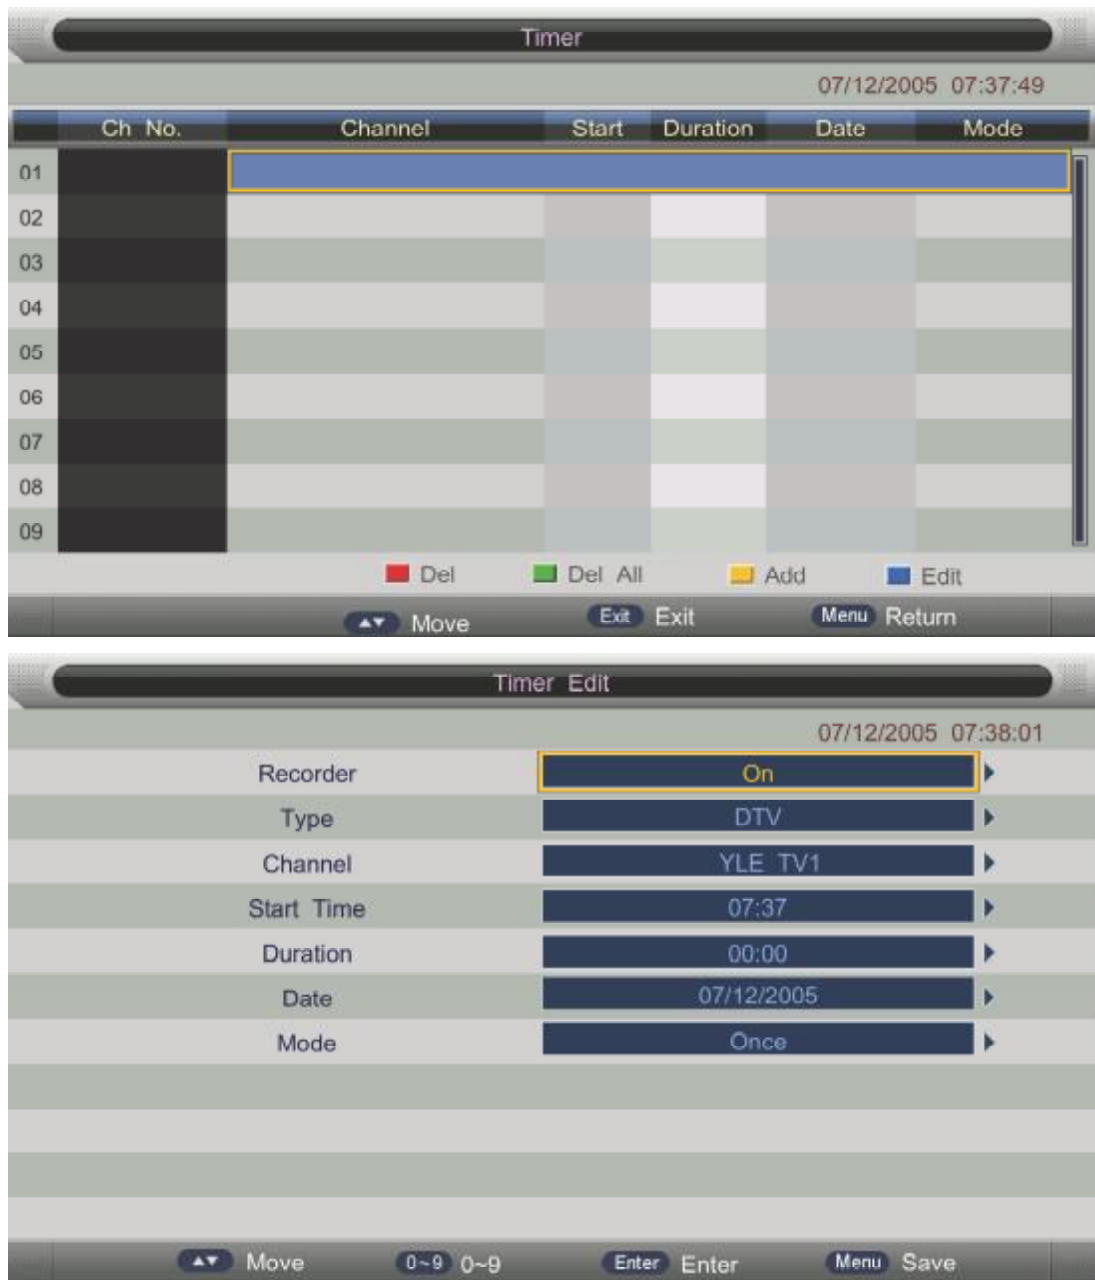 Timer
07/12/2005 07:37:49
Ch No. Channel Start Duration Date Mode
01
02
03
04
05
06
07
08
09
Del Del All Add Edit
Move Exit Exit Menu Return
Timer Edit
07/12/2005 07:38:01
Recorder On
Type DTV
Channel YLE TV1
Start Time 07:37
Duration 00:00
Date 07/12/2005
Mode Once
Move 0~9 0~9 Enter Enter Menu Save